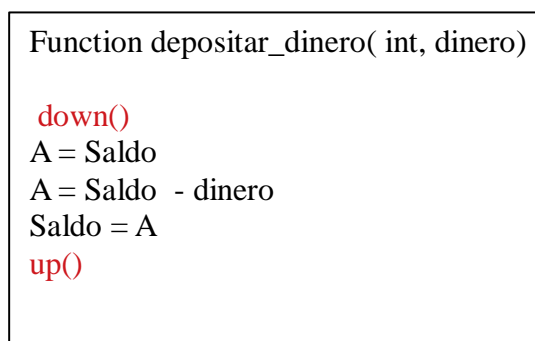 Function depositar_dinero( int, dinero)
down()
A = Saldo
A = Saldo - dinero
Saldo = A
up()